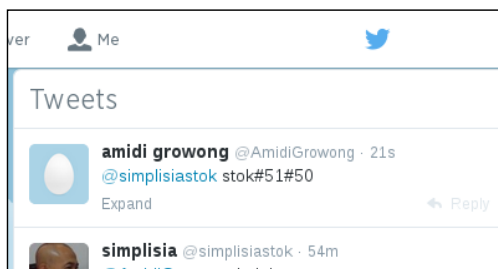 ver Me
Tweets
amidi growong @AmidiGrowong · 21s
@simplisiastok stok#51#50
Expand Reply
simplisia @simplisiastok · 54m